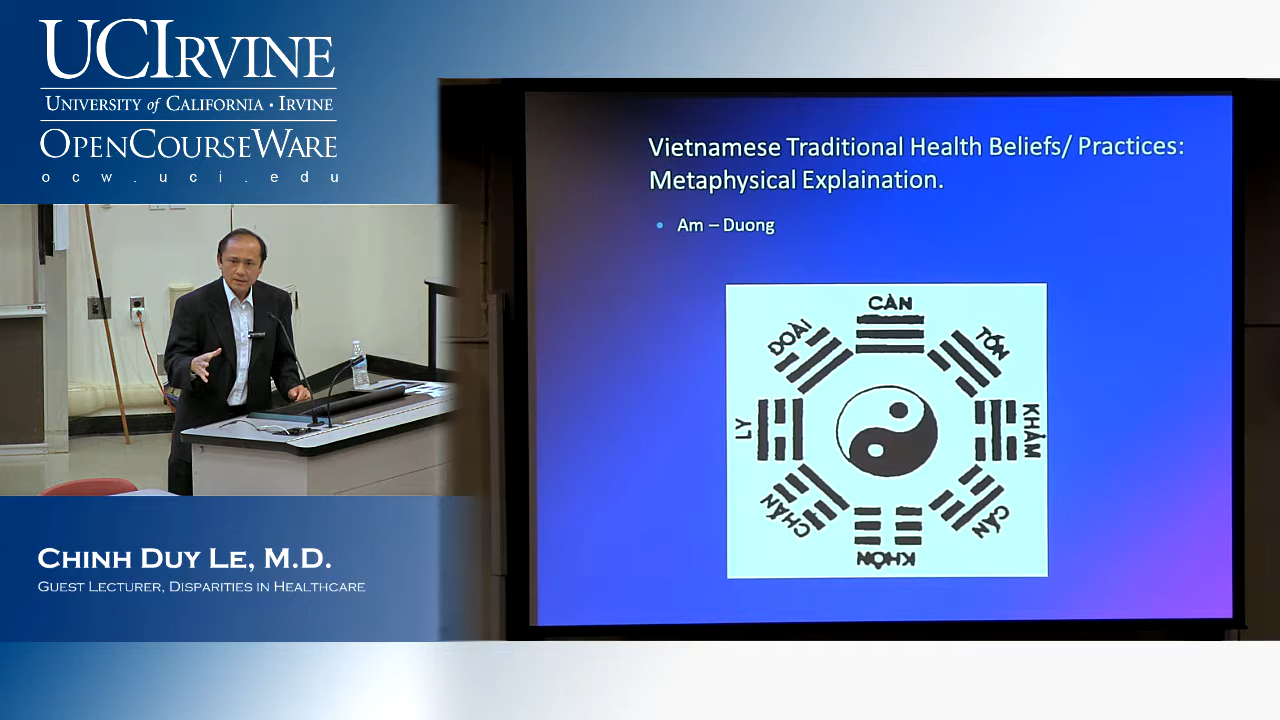 UCIRVINE
UNIVERSITY of CALIFORNIA • IRVINE
OPENCOURSEWARE
ocw.uci.edu
Vietnamese Traditional Health Beliefs/ Practices:
Metaphysical Explaination.
• Am – Duong
CÀN
ĐOÀI
TỐN
LY
KHẢM
CHẤN
CẤN
KHÔN
CHINH DUY LE, M.D.
GUEST LECTURER, DISPARITIES IN HEALTHCARE